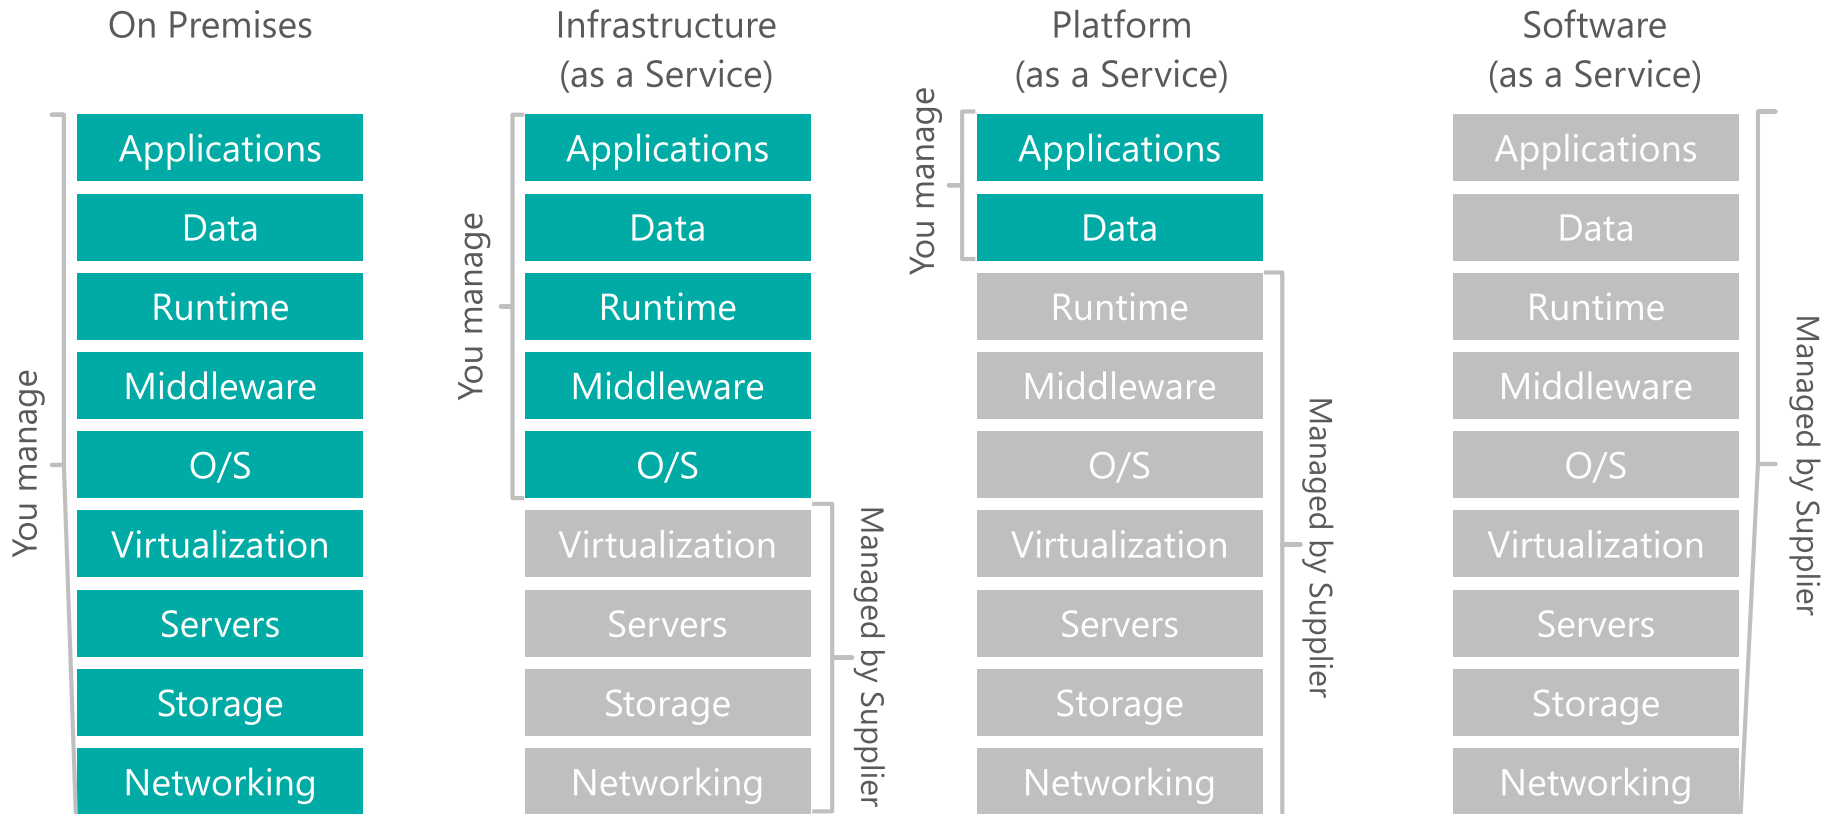 On Premises
Infrastructure
(as a Service)
Platform
(as a Service)
Software
(as a Service)
You manage
Applications
Data
Runtime
Middleware
O/S
Virtualization
Servers
Storage
Networking
You manage
Applications
Data
Runtime
Middleware
O/S
Virtualization
Servers
Storage
Networking
Managed by Supplier
You manage
Applications
Data
Runtime
Middleware
O/S
Virtualization
Servers
Storage
Networking
Managed by Supplier
Applications
Data
Runtime
Middleware
O/S
Virtualization
Servers
Storage
Networking
Managed by Supplier